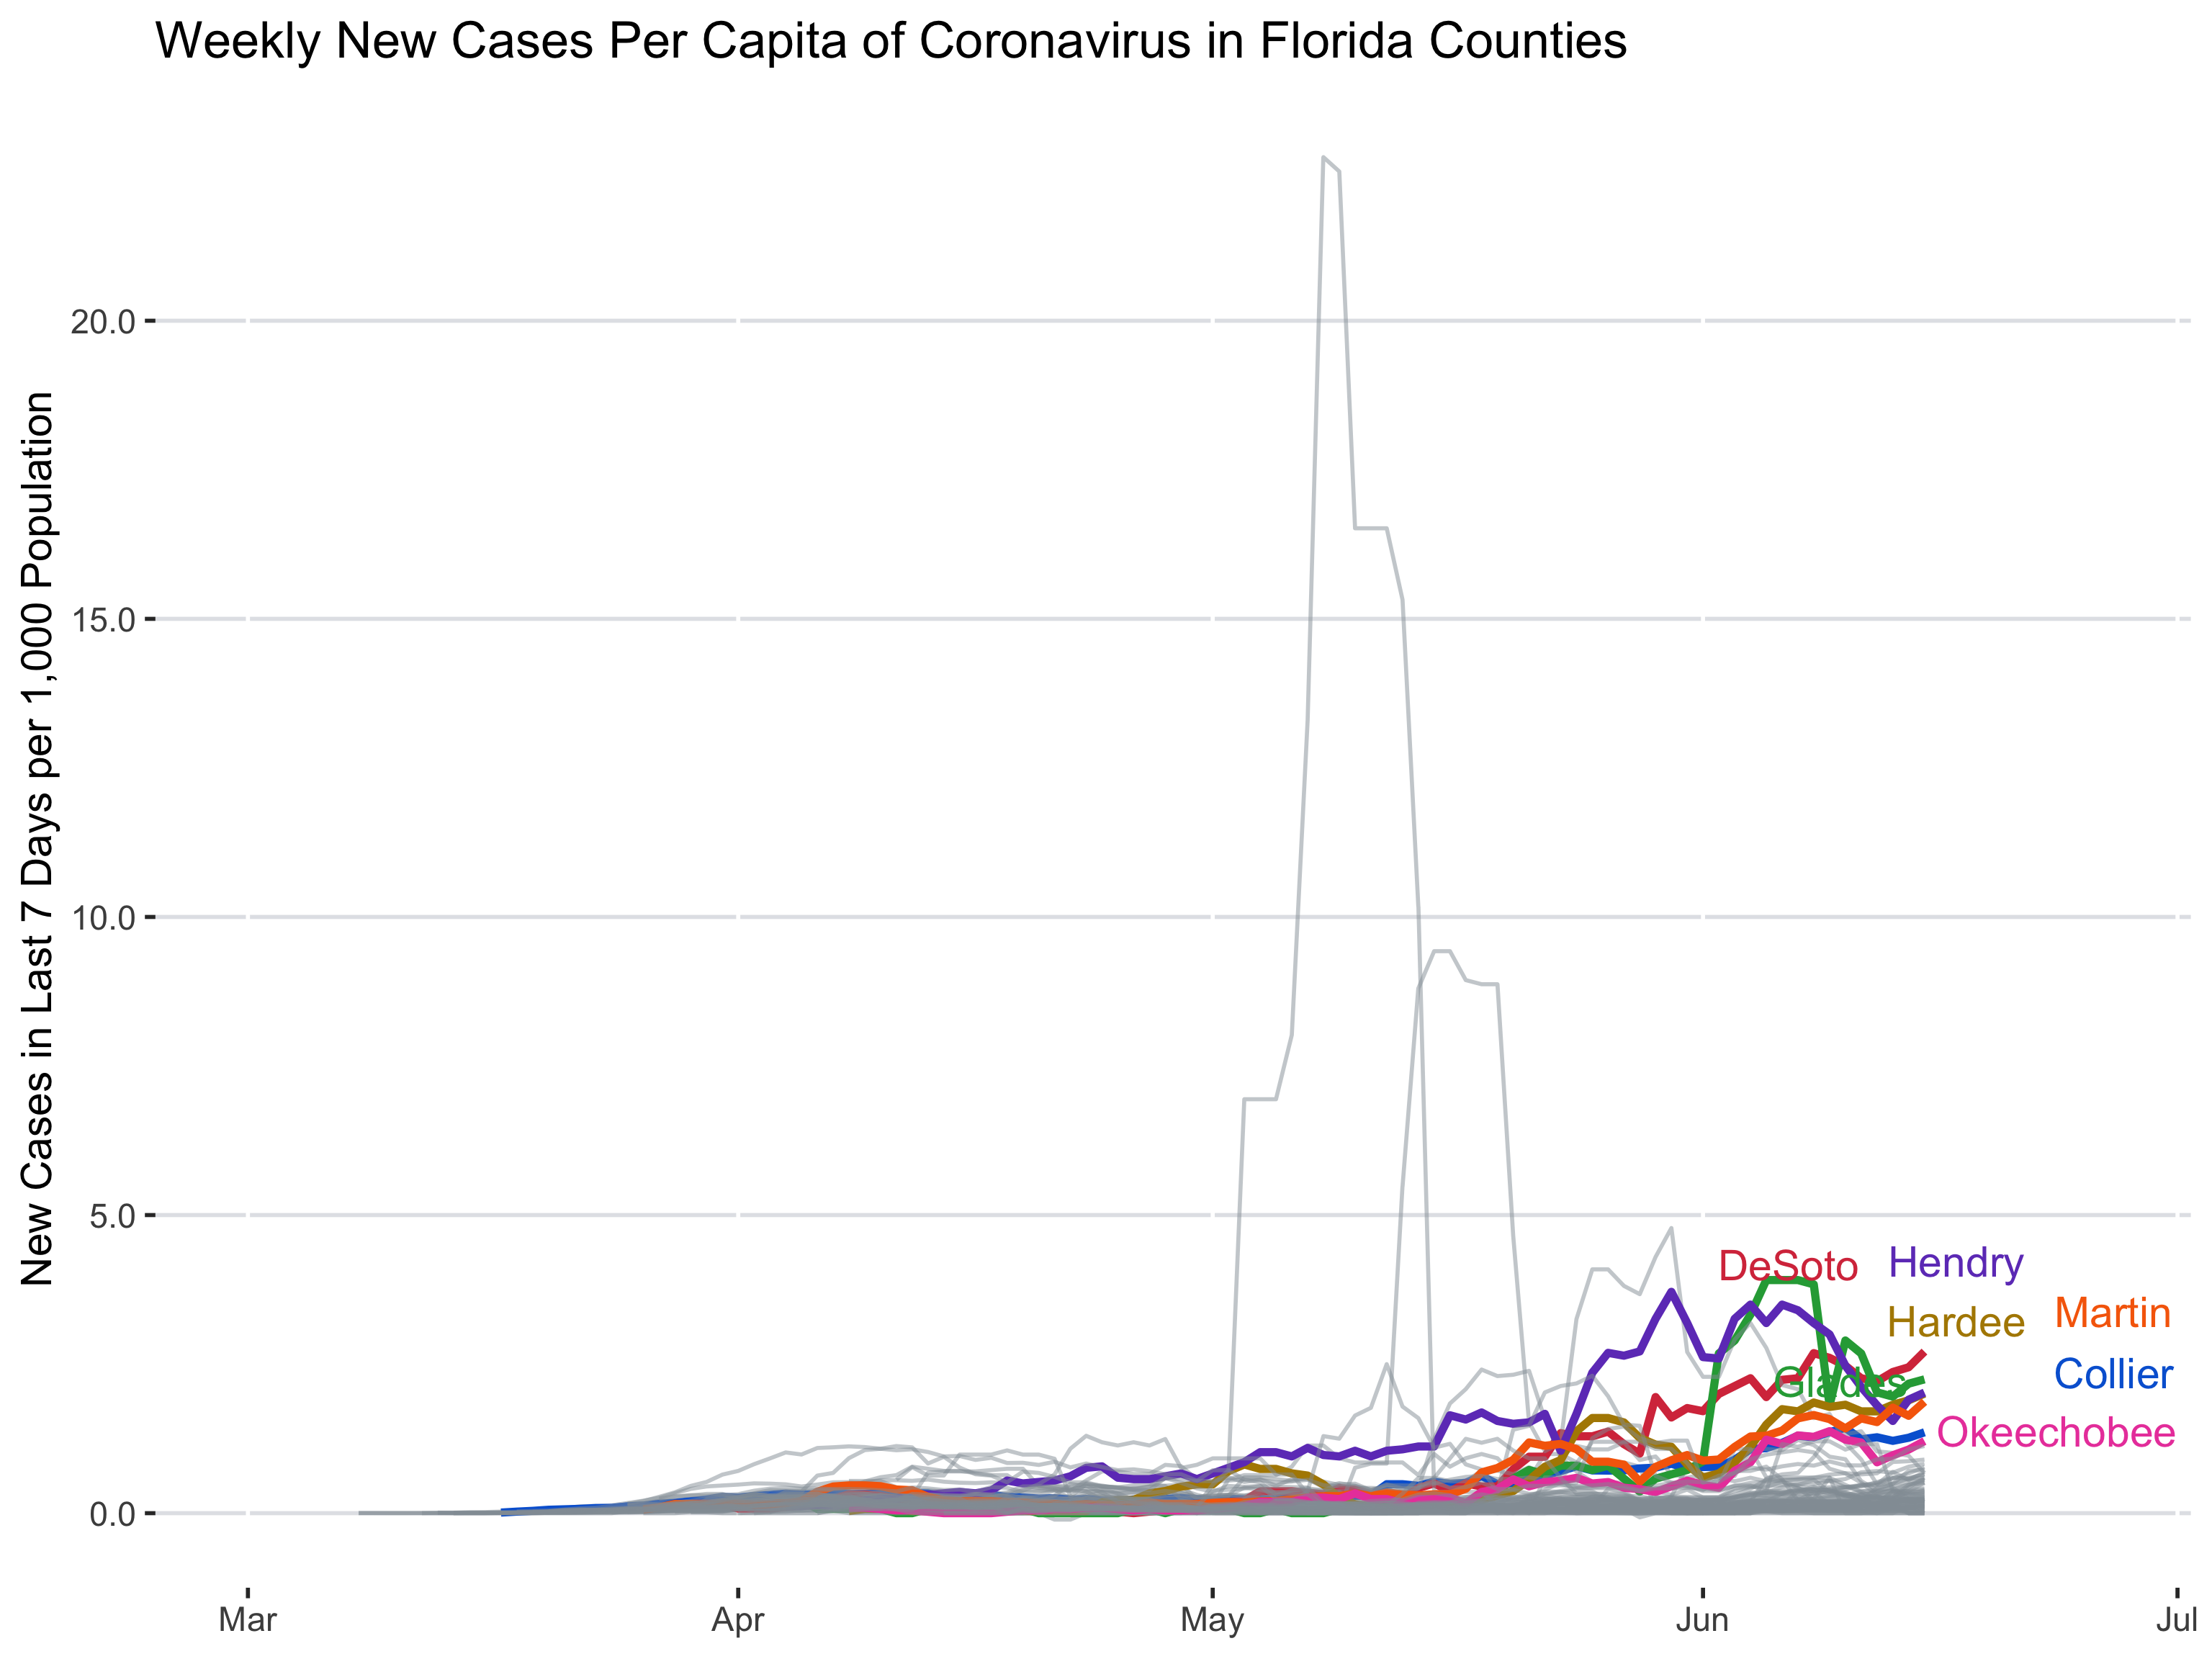 Weekly New Cases Per Capita of Coronavirus in Florida Counties
New Cases in Last 7 Days per 1,000 Population
20.0
15.0
10.0
5.0
0.0
DeSoto
Hendry
Hardee
Martin
Glades
Collier
Okeechobee
Mar
Apr
May
Jun
Jul